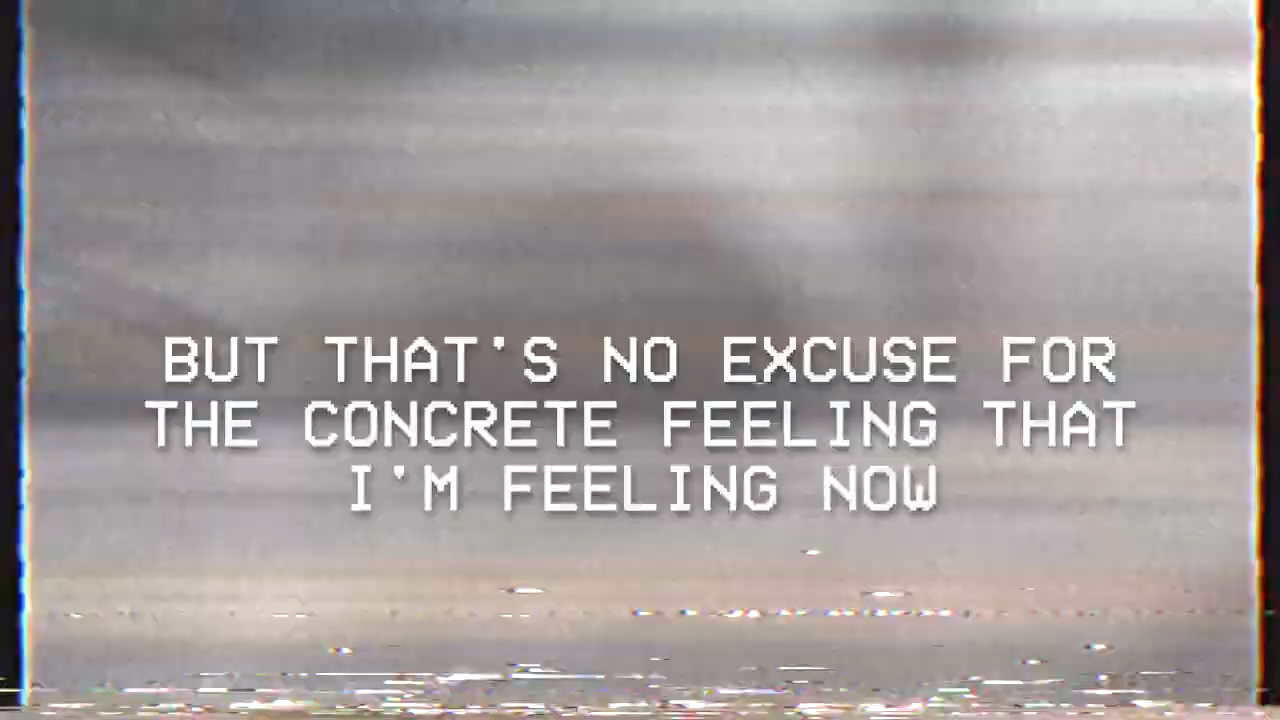 BUT THAT'S NO EXCUSE FOR
THE CONCRETE FEELING THAT
I'M FEELING NOW